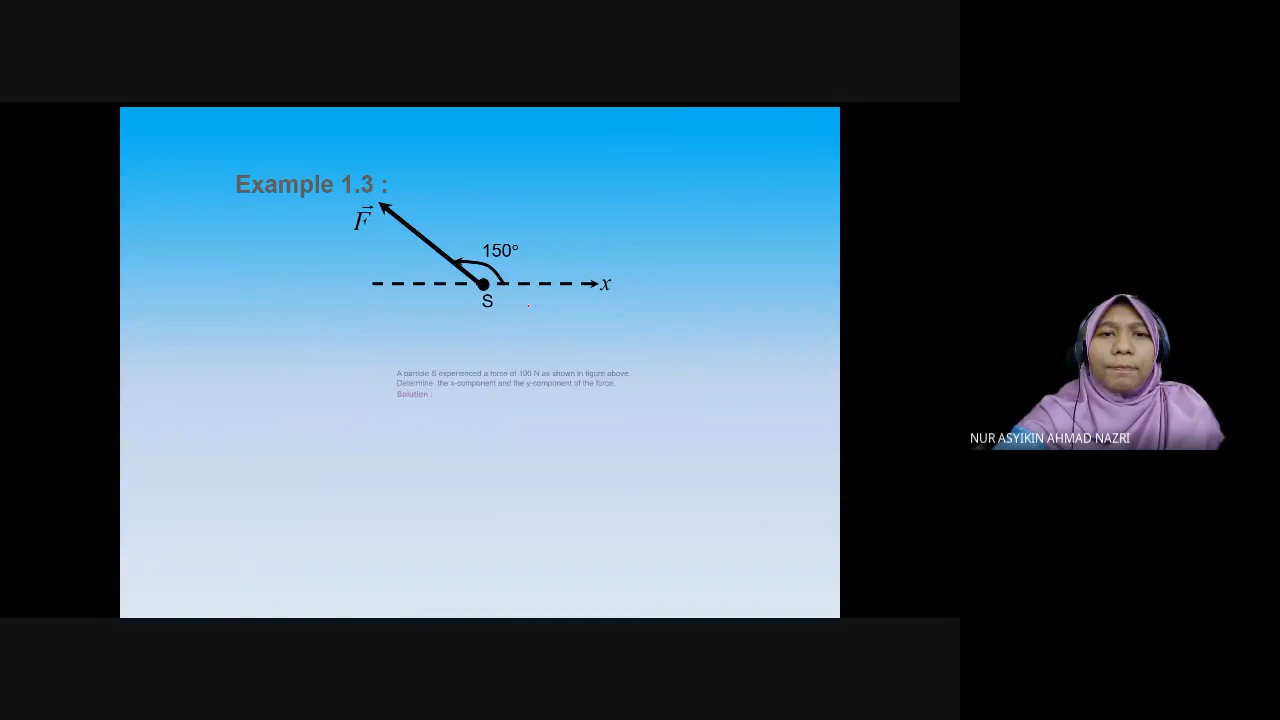 Example 1.3 :
F
150°
x
S
A particle S experienced a force of 100 N as shown in figure above.
Determine the x-component and the y-component of the force.
Solution :
NUR ASYIKIN AHMAD NAZRI